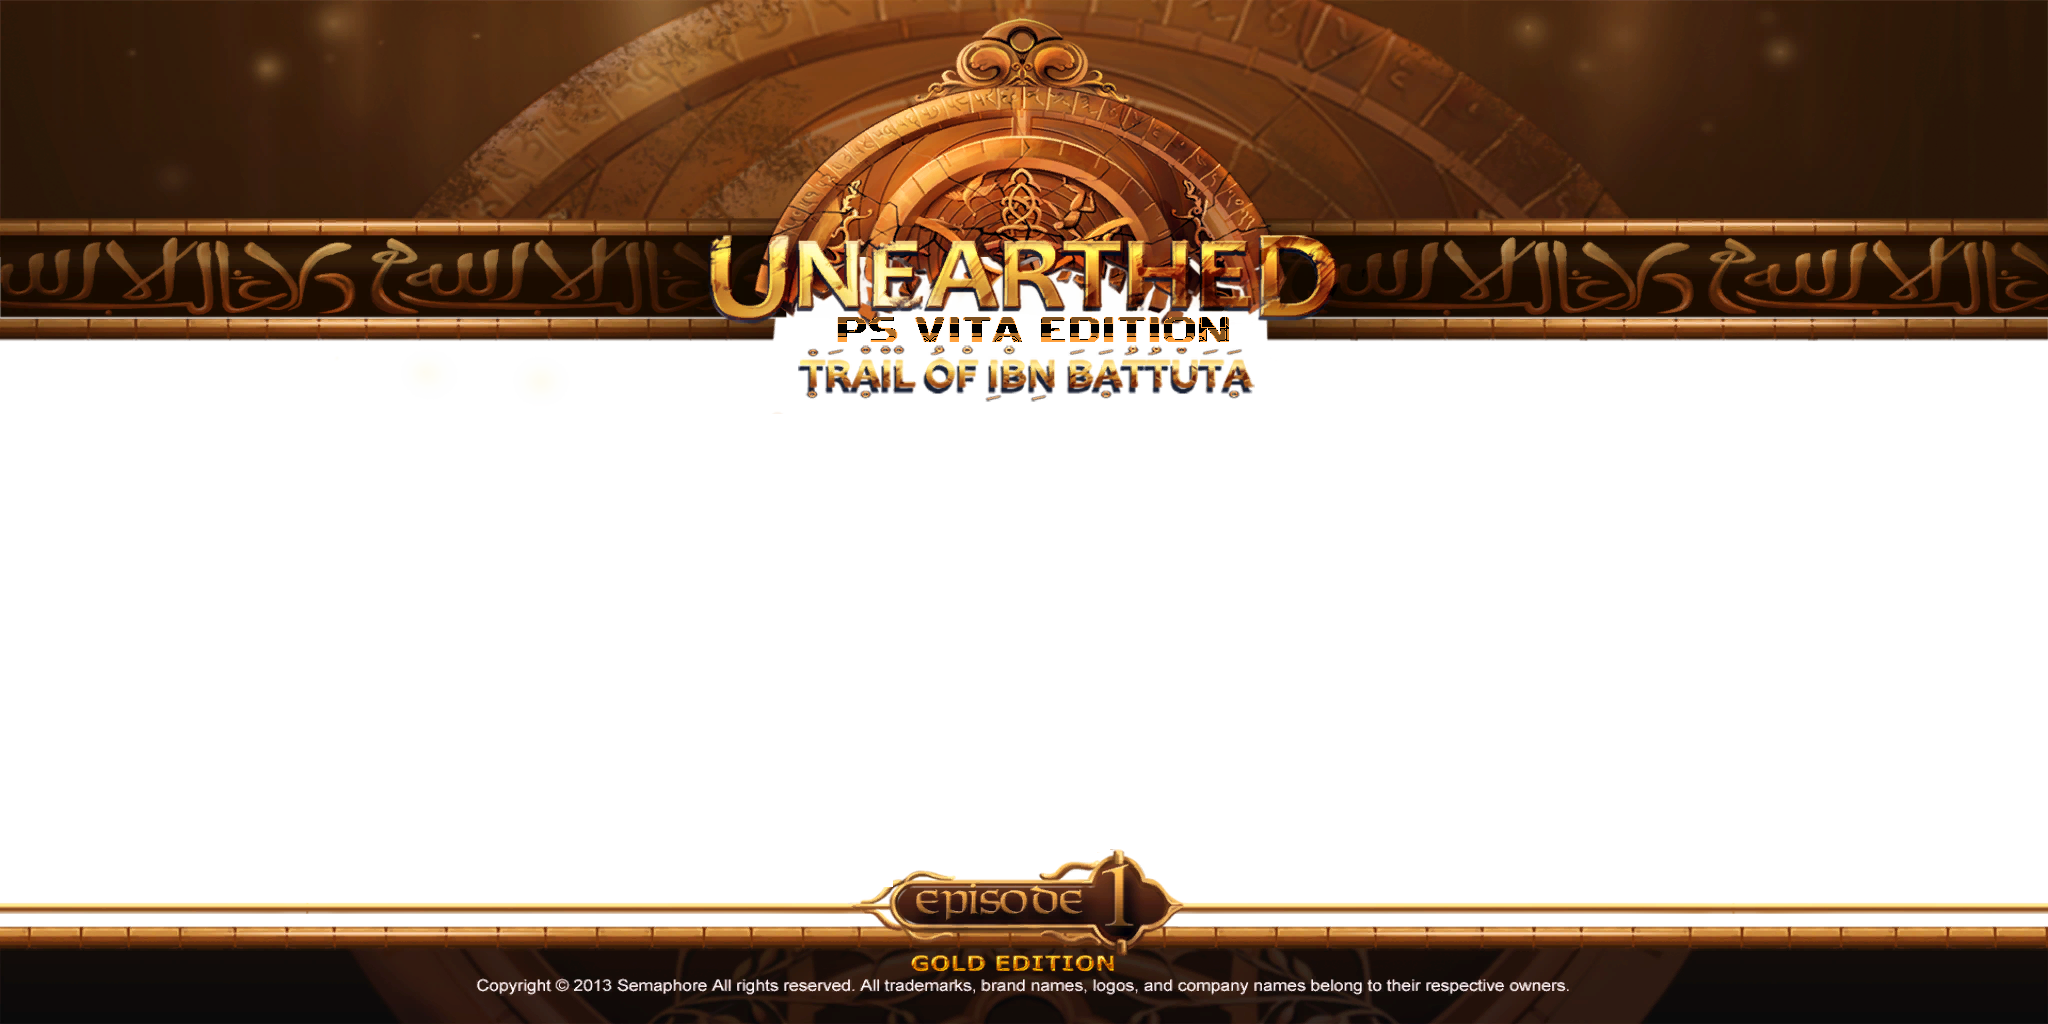 UNEARTHED
PS VITA EDITION
TRAIL OF IBN BATTUTA
EPISODE 1
GOLD EDITION
Copyright © 2013 Semaphore All rights reserved. All trademarks, brand names, logos, and company names belong to their respective owners.